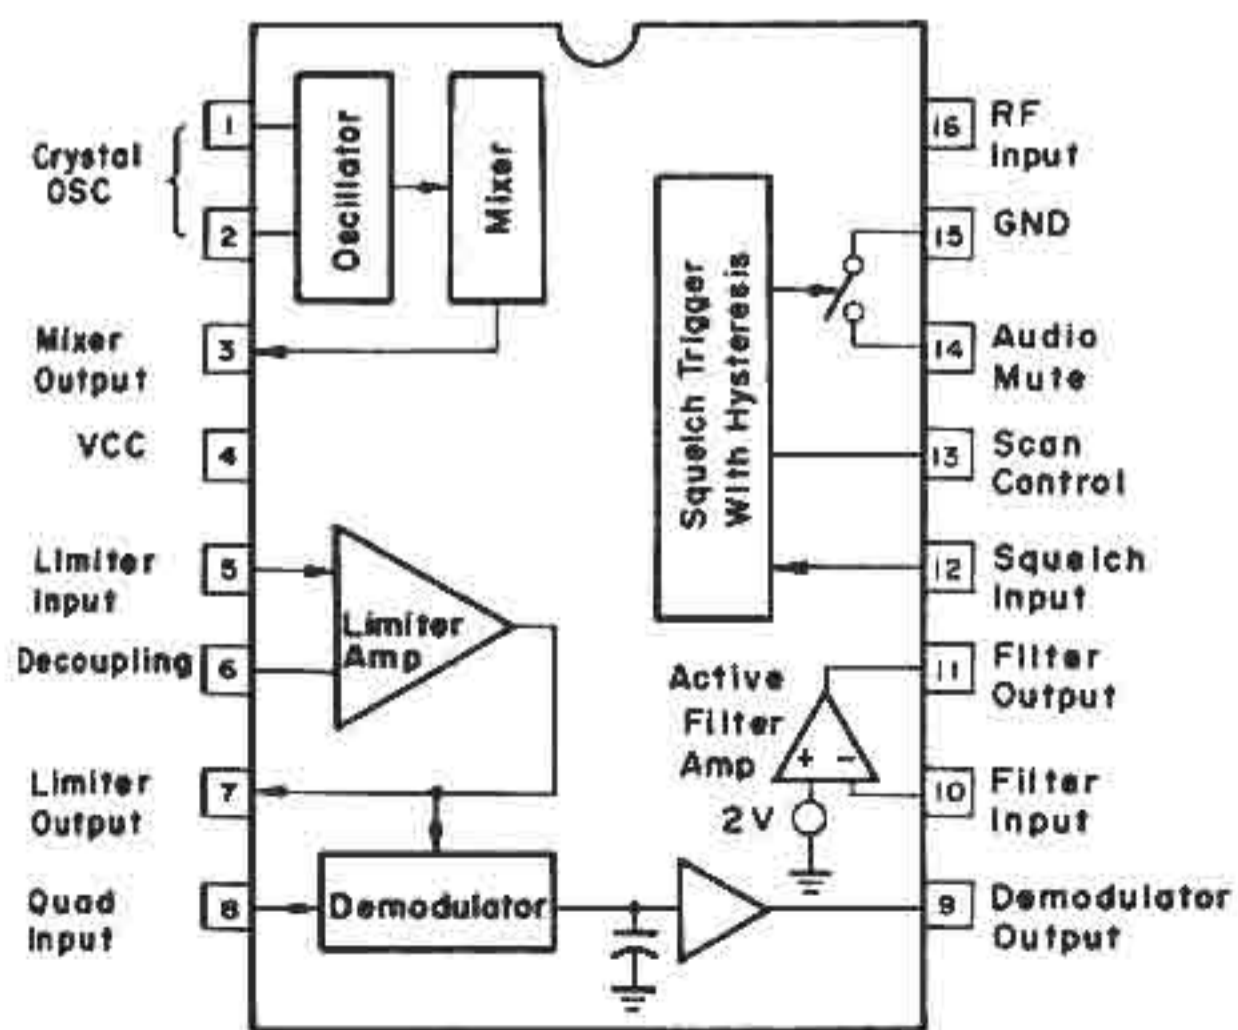 1
Crystal
OSC
2
Mixer
Output
3
VCC
4
Limiter
Input
5
Decoupling
6
Limiter
Output
7
Quad
Input
8
Oscillator
Mixer
Limiter
Amp
Demodulator
Squelch Trigger
With Hysteresis
Active
Filter
Amp
+ -
2V
16
RF
Input
15
GND
14
Audio
Mute
13
Scan
Control
12
Squelch
Input
11
Filter
Output
10
Filter
Input
9
Demodulator
Output